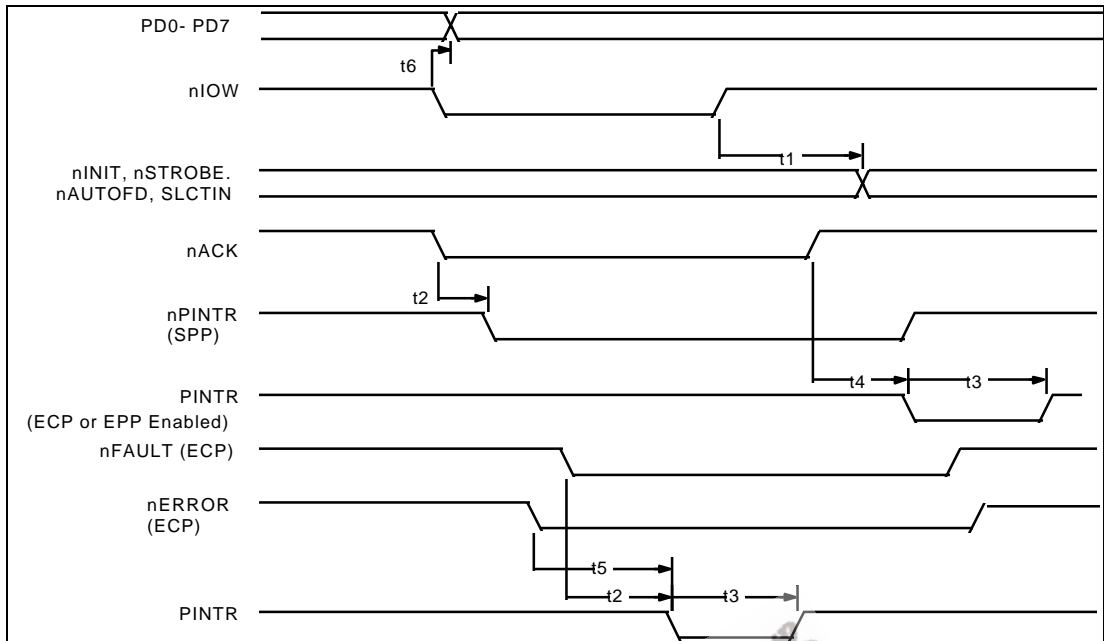 PD0- PD7
t6
nIOW
t1
nINIT, nSTROBE.
nAUTOFD, SLCTIN
nACK
t2
nPINTR
(SPP)
t4
t3
PINTR
(ECP or EPP Enabled)
nFAULT (ECP)
nERROR
(ECP)
t5
t2
t3
PINTR